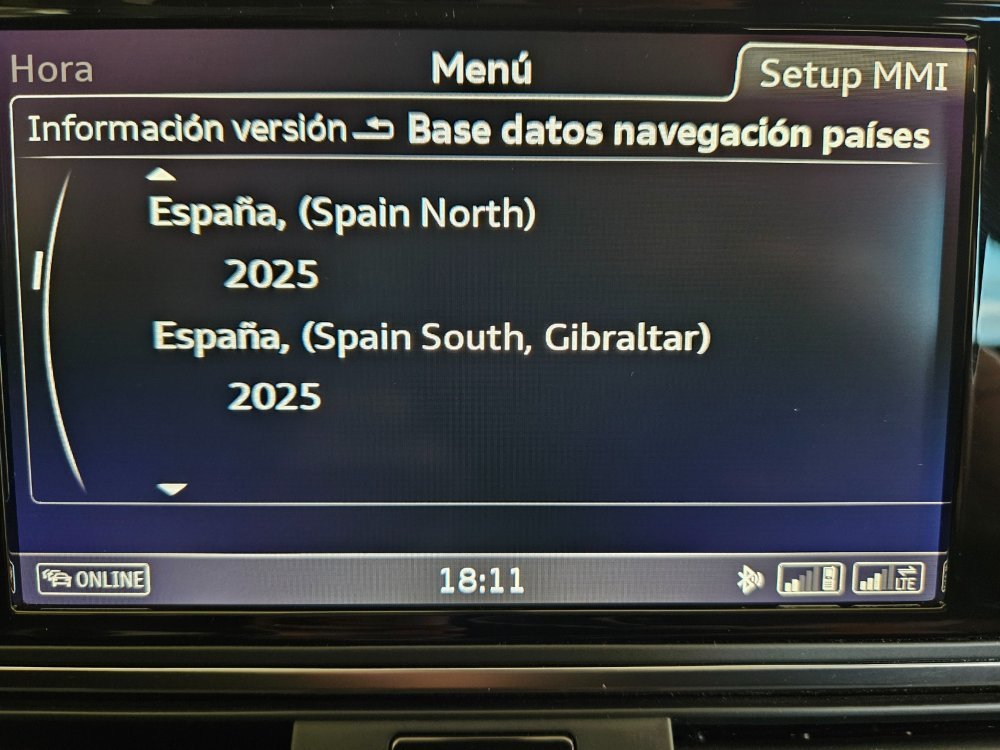 Hora Menú Setup MMI
Información versión Base datos navegación países
España, (Spain North)
2025
España, (Spain South, Gibraltar)
2025
ONLINE 18:11 LTE